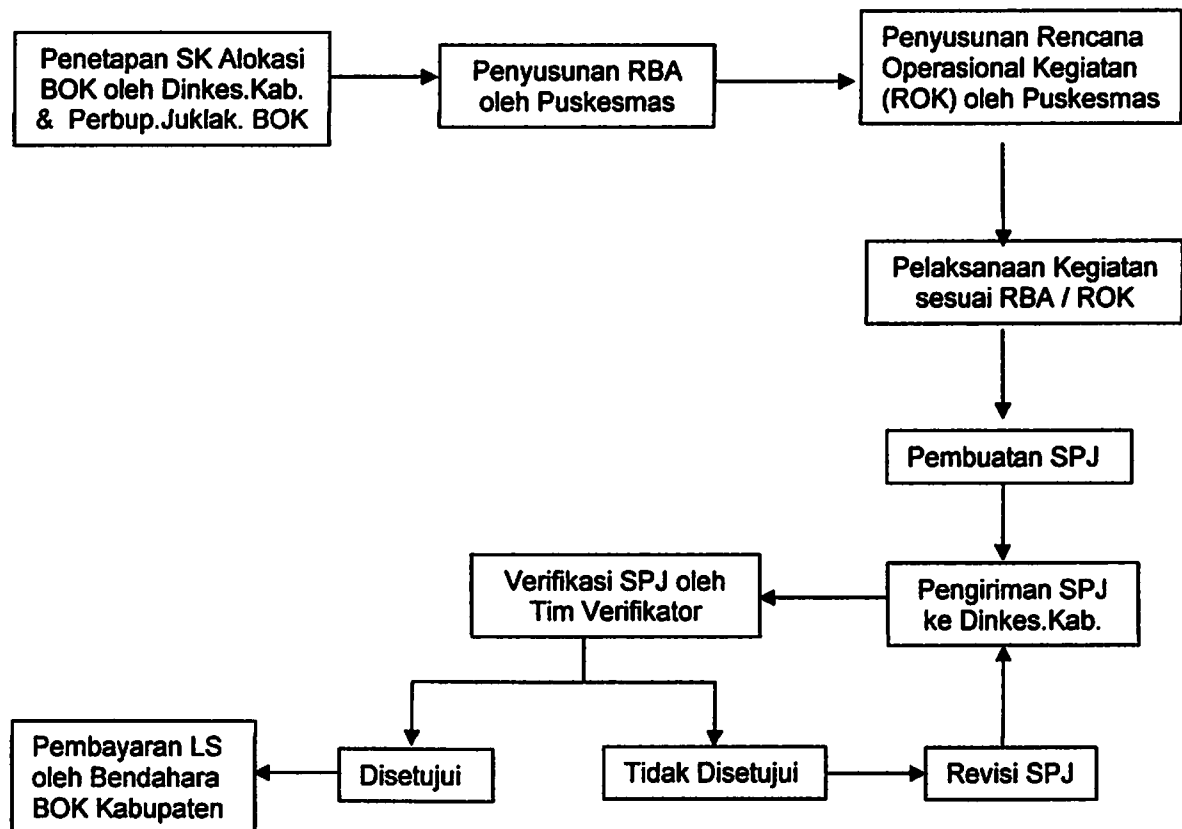 Penetapan SK Alokasi
BOK oleh Dinkes.Kab.
& Perbup.Juklak. BOK
Penyusunan RBA
oleh Puskesmas
Penyusunan Rencana
Operasional Kegiatan
(ROK) oleh Puskesmas
Pelaksanaan Kegiatan
sesuai RBA / ROK
Pembuatan SPJ
Pengiriman SPJ
ke Dinkes.Kab.
Verifikasi SPJ oleh
Tim Verifikator
Disetujui
Tidak Disetujui
Revisi SPJ
Pembayaran LS
oleh Bendahara
BOK Kabupaten